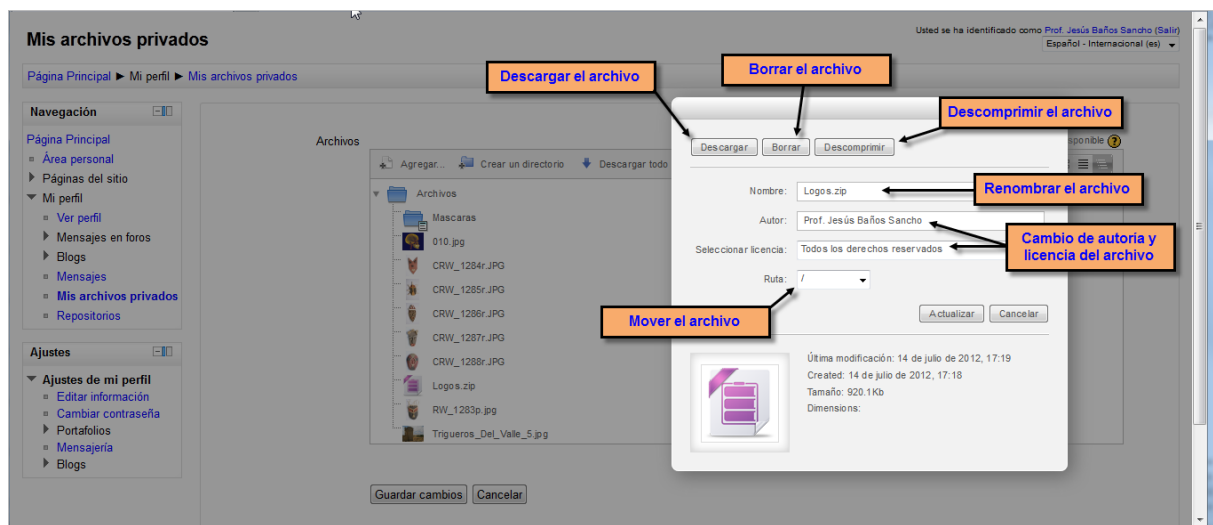 Mis archivos privados
Usted se ha identificado como Prof. Jesús Baños Sancho (Salir)
Español - Internacional (es)
Página Principal ► Mi perfil ► Mis archivos privados
Navegación
Página Principal
Área personal
Páginas del sitio
Mi perfil
Ver perfil
Mensajes en foros
Blogs
Mensajes
Mis archivos privados
Repositorios
Ajustes
Ajustes de mi perfil
Editar información
Cambiar contraseña
Portafolios
Mensajería
Blogs
Archivos
Agregar... Crear un directorio Descargar todo
Archivos
Mascaras
010.jpg
CRW_1284r.JPG
CRW_1285r.JPG
CRW_1286r.JPG
CRW_1287r.JPG
CRW_1288r.JPG
Logos.zip
RW_1283p.jpg
Trigueros_Del_Valle_5.jpg
Guardar cambios Cancelar
Descargar el archivo
Borrar el archivo
Descomprimir el archivo
Descargar Borrar Descomprimir
Nombre: Logos.zip
Renombrar el archivo
Autor: Prof. Jesús Baños Sancho
Seleccionar licencia: Todos los derechos reservados
Cambio de autoría y
licencia del archivo
Ruta: /
Mover el archivo
Actualizar Cancelar
Última modificación: 14 de julio de 2012, 17:19
Created: 14 de julio de 2012, 17:18
Tamaño: 920.1Kb
Dimensions: